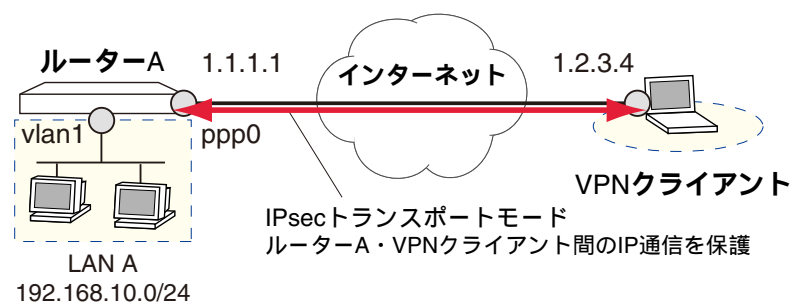 ルーターA
1.1.1.1
インターネット
1.2.3.4
vlan1
ppp0
VPNクライアント
IPsecトランスポートモード
ルーターA・VPNクライアント間のIP通信を保護
LAN A
192.168.10.0/24